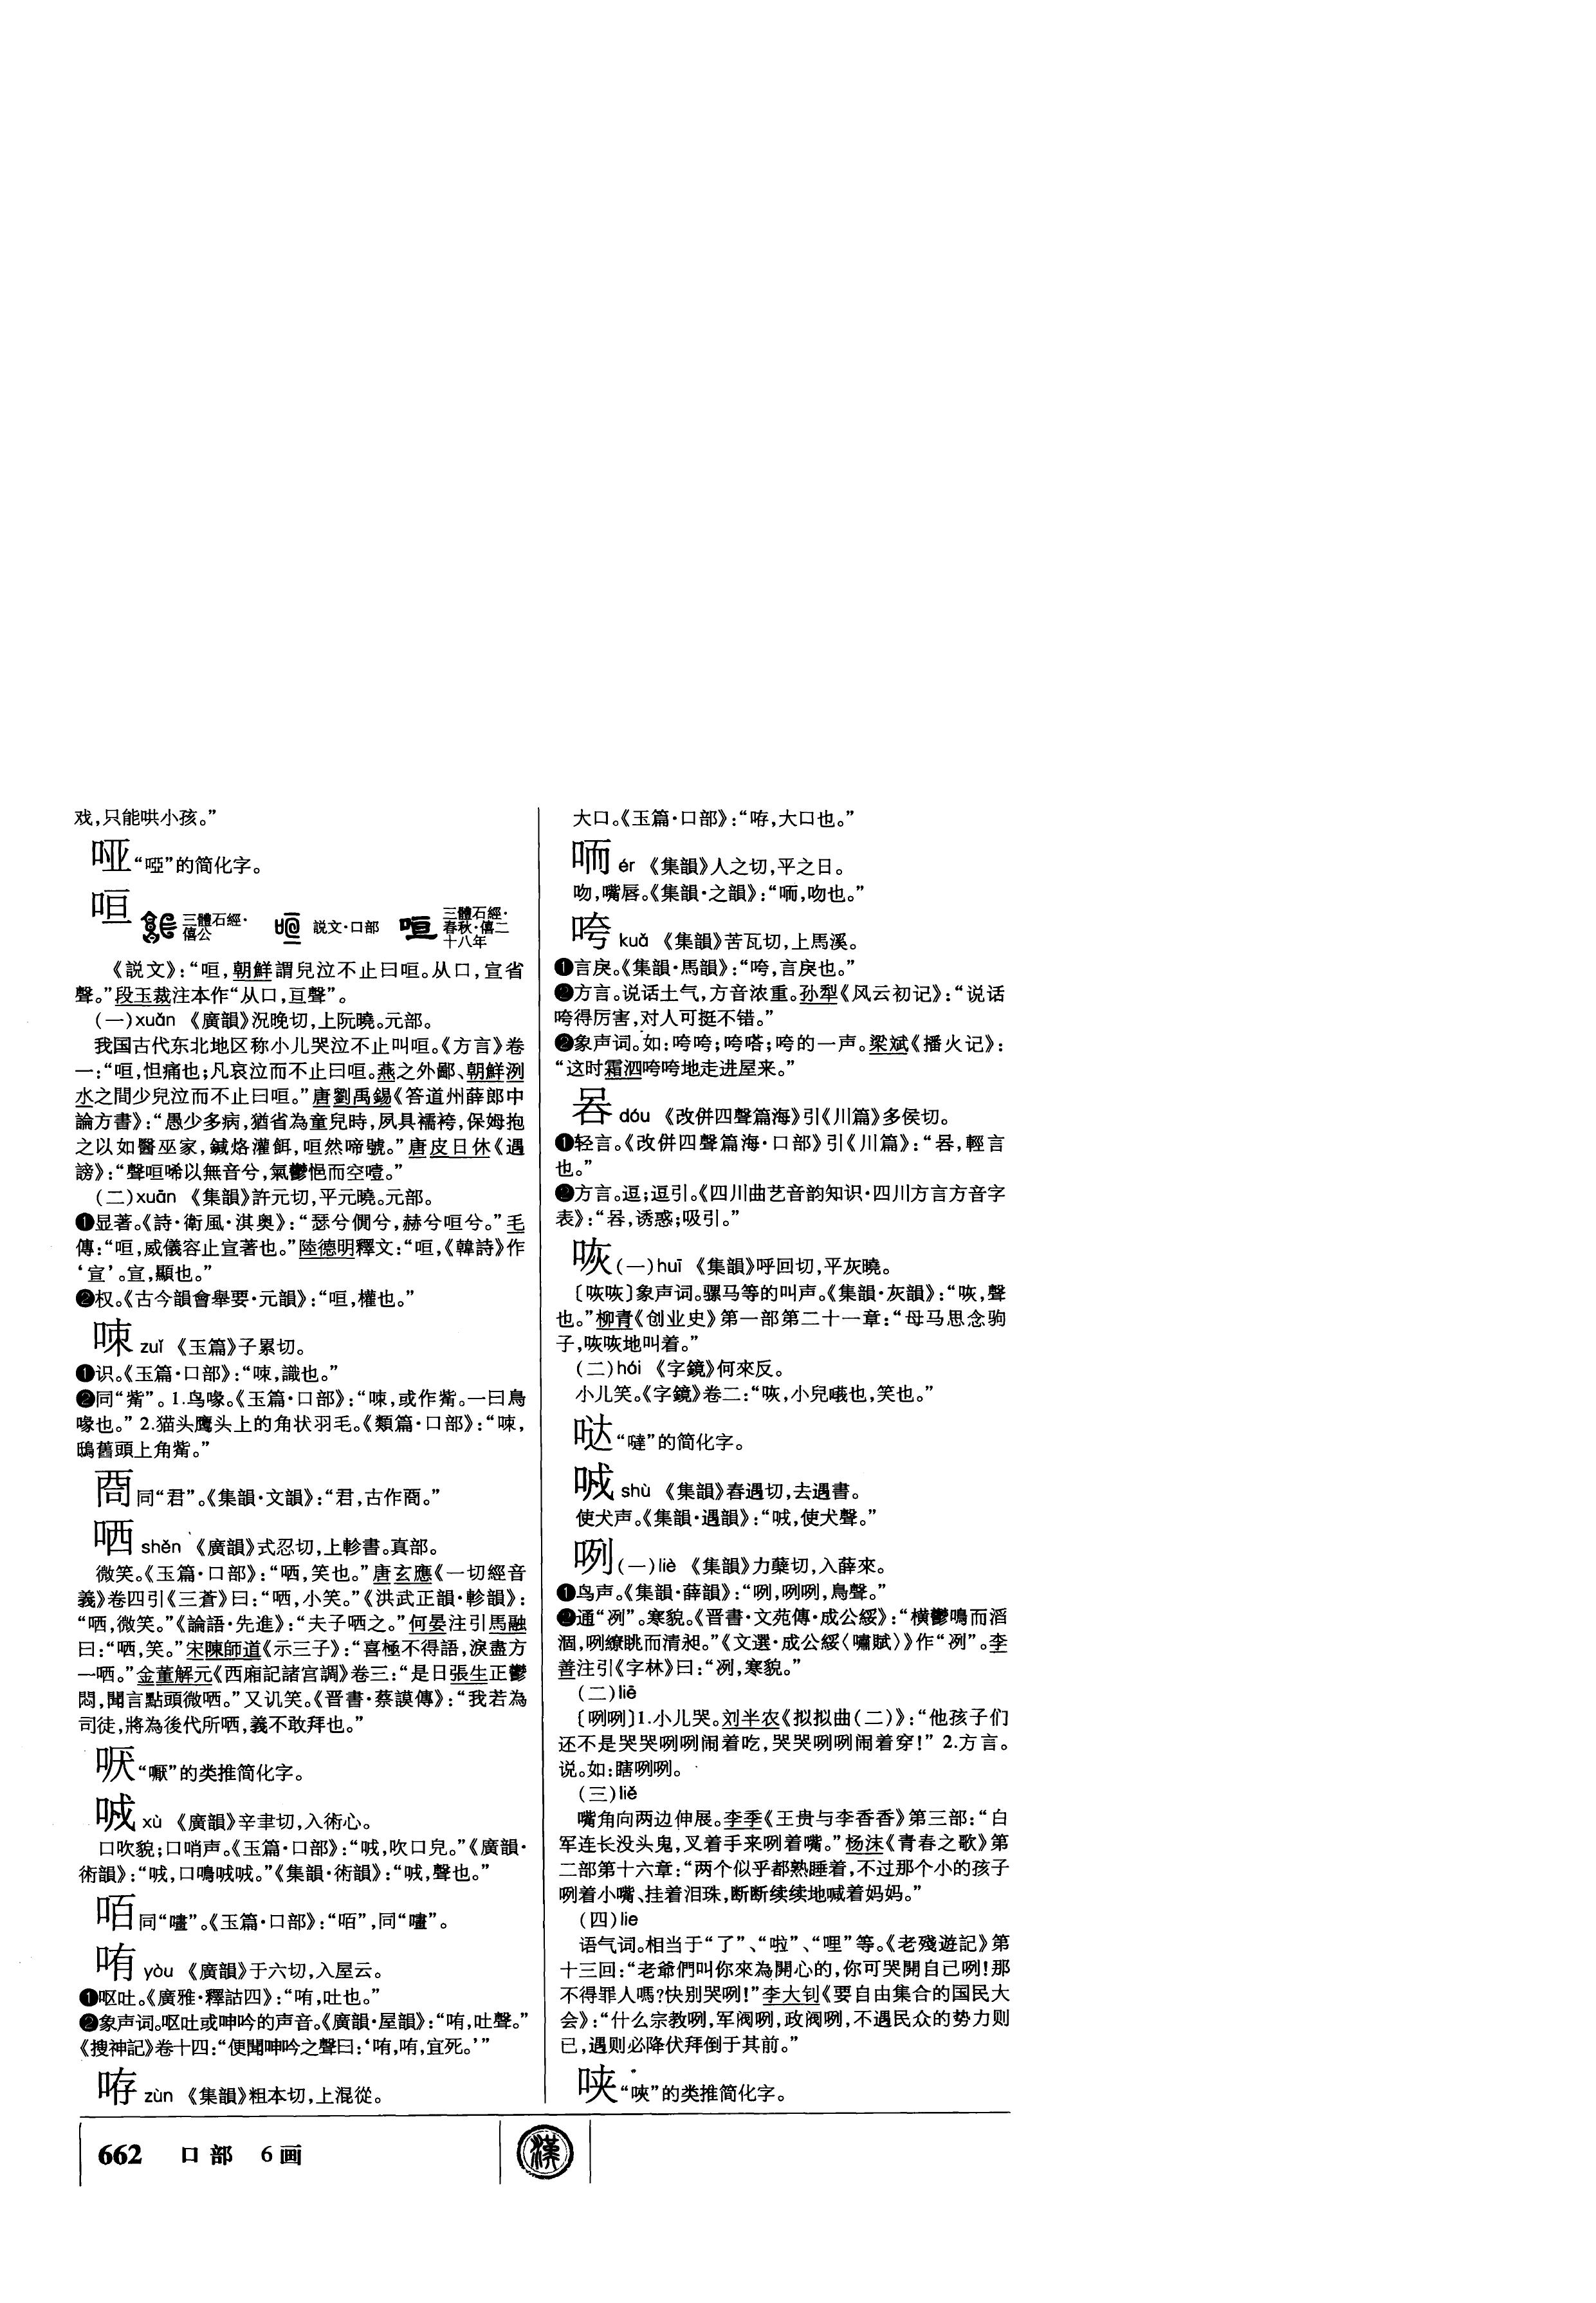 戏,只能哄小孩。”
哑“啞”的简化字。
咺
三體石經·
僖公
説文·口部
三體石經·
春秋·僖二
十八年
《説文》:“咺,朝鮮謂兒泣不止曰咺。从口,宣省
聲。”段玉裁注本作“从口,亘聲”。
(一)xuǎn 《廣韻》況晚切,上阮曉。元部。
我国古代东北地区称小儿哭泣不止叫咺。《方言》卷
一:“咺,怛痛也;凡哀泣而不止曰咺。燕之外鄙、朝鮮洌
水之間少兒泣而不止曰咺。”唐劉禹錫《答道州薛郎中
論方書》:“愚少多病,猶省為童兒時,夙具襦袴,保姆抱
之以如醫巫家,鍼烙灌餌,咺然啼號。”唐皮日休《遇
謗》:“聲咺唏以無音兮,氣鬱悒而空噎。”
(二)xuān 《集韻》許元切,平元曉。元部。
❶显著。《詩·衛風·淇奥》:“瑟兮僩兮,赫兮咺兮。”毛
傳:“咺,威儀容止宣著也。”陸德明釋文:“咺,《韓詩》作
‘宣’。宣,顯也。”
❷权。《古今韻會舉要·元韻》:“咺,權也。”
㖢 zuǐ 《玉篇》子累切。
❶识。《玉篇·口部》:“㖢,識也。”
❷同“觜”。1.鸟喙。《玉篇·口部》:“㖢,或作觜。一曰鳥
喙也。” 2.猫头鹰头上的角状羽毛。《類篇·口部》:“㖢,
鴟舊頭上角觜。”
同“君”。《集韻·文韻》:“君,古作。”
哂 shěn 《廣韻》式忍切,上軫書。真部。
微笑。《玉篇·口部》:“哂,笑也。”唐玄應《一切經音
義》卷四引《三蒼》曰:“哂,小笑。”《洪武正韻·軫韻》:
“哂,微笑。”《論語·先進》:“夫子哂之。”何晏注引馬融
曰:“哂,笑。”宋陳師道《示三子》:“喜極不得語,淚盡方
一哂。”金董解元《西廂記諸宫調》卷三:“是日張生正鬱
悶,聞言點頭微哂。”又讥笑。《晋書·蔡謨傳》:“我若為
司徒,將為後代所哂,義不敢拜也。”
“嘕”的类推简化字。
㖅 xù 《廣韻》辛聿切,入術心。
口吹貌;口哨声。《玉篇·口部》:“㖅,吹口皃。”《廣韻·
術韻》:“㖅,口鳴㖅㖅。”《集韻·術韻》:“㖅,聲也。”
同“嚍”。《玉篇·口部》:“”,同“嚍”。
哊 yòu 《廣韻》于六切,入屋云。
❶呕吐。《廣雅·釋詁四》:“哊,吐也。”
❷象声词。呕吐或呻吟的声音。《廣韻·屋韻》:“哊,吐聲。”
《搜神記》卷十四:“便聞呻吟之聲曰:‘哊,哊,宜死。’”
袸 zùn 《集韻》粗本切,上混從。
大口。《玉篇·口部》:“,大口也。”
咡 ér 《集韻》人之切,平之日。
吻,嘴唇。《集韻·之韻》:“唡,吻也。”
咵 kuǎ 《集韻》苦瓦切,上馬溪。
❶言戾。《集韻·馬韻》:“咵,言戾也。”
❷方言。说话土气,方音浓重。孙犁《风云初记》:“说话
咵得厉害,对人可挺不错。”
❷象声词。如:咵咵;咵嗒;咵的一声。梁斌《播火记》:
“这时霜泗咵咵地走进屋来。”
㖈 dóu 《改併四聲篇海》引《川篇》多侯切。
❶轻言。《改併四聲篇海·口部》引《川篇》:“,輕言
也。”
❷方言。逗;逗引。《四川曲艺音韵知识·四川方言方音字
表》:“,诱惑;吸引。”
咴(一)huī 《集韻》呼回切,平灰曉。
〔咴咴〕象声词。骡马等的叫声。《集韻·灰韻》:“咴,聲
也。”柳青《创业史》第一部第二十一章:“母马思念驹
子,咴咴地叫着。”
(二)hái 《字鏡》何來反。
小儿笑。《字鏡》卷二:“咴,小兒哦也,笑也。”
哒“噠”的简化字。
shù 《集韻》舂遇切,去遇書。
使犬声。《集韻·遇韻》:“,使犬聲。”
咧(一)liè 《集韻》力蘖切,入薛來。
❶鸟声。《集韻·薛韻》:“咧,咧咧,鳥聲。”
❷通“冽”。寒貌。《晋書·文苑傳·成公綏》:“横鬱鳴而滔
涸,咧繚眺而清昶。”《文選·成公綏〈嘯賦〉》作“冽”。李
善注引《字林》曰:“冽,寒貌。”
(二)liē
〔咧咧〕1.小儿哭。刘半农《拟拟曲(二)》:“他孩子们
还不是哭哭咧咧闹着吃,哭哭咧咧闹着穿!” 2.方言。
说。如:瞎咧咧。
(三)liě
嘴角向两边伸展。李季《王贵与李香香》第三部:“白
军连长没头鬼,叉着手来咧着嘴。”杨沫《青春之歌》第
二部第十六章:“两个似乎都熟睡着,不过那个小的孩子
咧着小嘴、挂着泪珠,断断续续地喊着妈妈。”
(四)lie
语气词。相当于“了”、“啦”、“哩”等。《老殘遊記》第
十三回:“老爺們叫你來為開心的,你可哭開自己咧!那
不得罪人嗎?快别哭咧!”李大钊《要自由集合的国民大
会》:“什么宗教咧,军阀咧,政阀咧,不遇民众的势力则
已,遇则必降伏拜倒于其前。”
𠵾“唊”的类推简化字。
662 口部 6画
漢